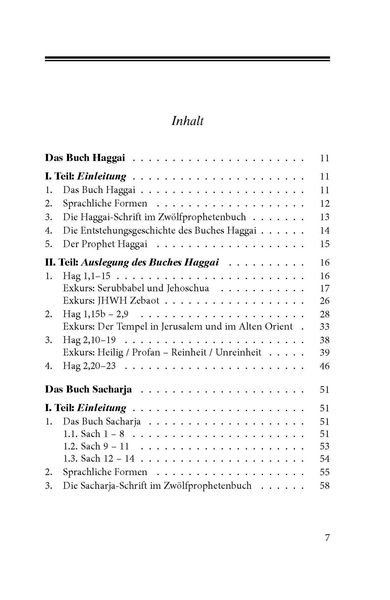 Inhalt
Das Buch Haggai . . . . . . . . . . . . . . . . . . . . . . 11
I. Teil: Einleitung . . . . . . . . . . . . . . . . . . . . . . 11
1. Das Buch Haggai . . . . . . . . . . . . . . . . . . . . . 11
2. Sprachliche Formen . . . . . . . . . . . . . . . . . . . 12
3. Die Haggai-Schrift im Zwölfprophetenbuch . . . . . . . 13
4. Die Entstehungsgeschichte des Buches Haggai . . . . . . 14
5. Der Prophet Haggai . . . . . . . . . . . . . . . . . . . 15
II. Teil: Auslegung des Buches Haggai . . . . . . . . . . 16
1. Hag 1,1–15 . . . . . . . . . . . . . . . . . . . . . . . . 16
Exkurs: Serubbabel und Jehoschua . . . . . . . . . . . 17
Exkurs: JHWH Zebaot . . . . . . . . . . . . . . . . . . 26
2. Hag 1,15b – 2,9 . . . . . . . . . . . . . . . . . . . . . 28
Exkurs: Der Tempel in Jerusalem und im Alten Orient . 33
3. Hag 2,10–19 . . . . . . . . . . . . . . . . . . . . . . . 38
Exkurs: Heilig / Profan – Reinheit / Unreinheit . . . . . 39
4. Hag 2,20–23 . . . . . . . . . . . . . . . . . . . . . . . 46
Das Buch Sacharja . . . . . . . . . . . . . . . . . . . . . 51
I. Teil: Einleitung . . . . . . . . . . . . . . . . . . . . . . 51
1. Das Buch Sacharja . . . . . . . . . . . . . . . . . . . . 51
1.1. Sach 1 – 8 . . . . . . . . . . . . . . . . . . . . . . 51
1.2. Sach 9 – 11 . . . . . . . . . . . . . . . . . . . . . 53
1.3. Sach 12 – 14 . . . . . . . . . . . . . . . . . . . . . 54
2. Sprachliche Formen . . . . . . . . . . . . . . . . . . . 55
3. Die Sacharja-Schrift im Zwölfprophetenbuch . . . . . . 58
7